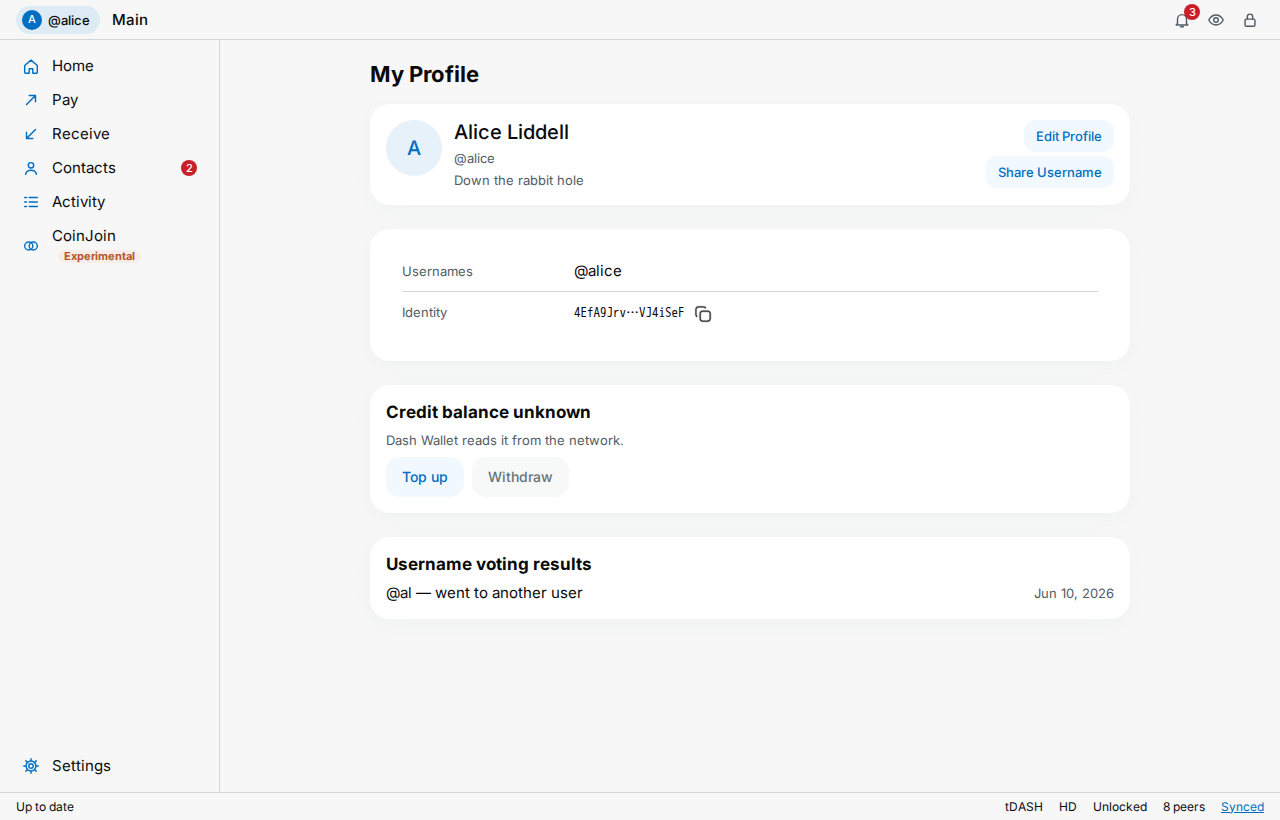 A @alice Main 3
Home
Pay
Receive
Contacts 2
Activity
CoinJoin
Experimental
Settings
My Profile
A
Alice Liddell
@alice
Down the rabbit hole
Edit Profile
Share Username
Usernames @alice
Identity 4EfA9Jrv⋯VJ4iSeF
Credit balance unknown
Dash Wallet reads it from the network.
Top up Withdraw
Username voting results
@al — went to another user Jun 10, 2026
Up to date tDASH HD Unlocked 8 peers Synced